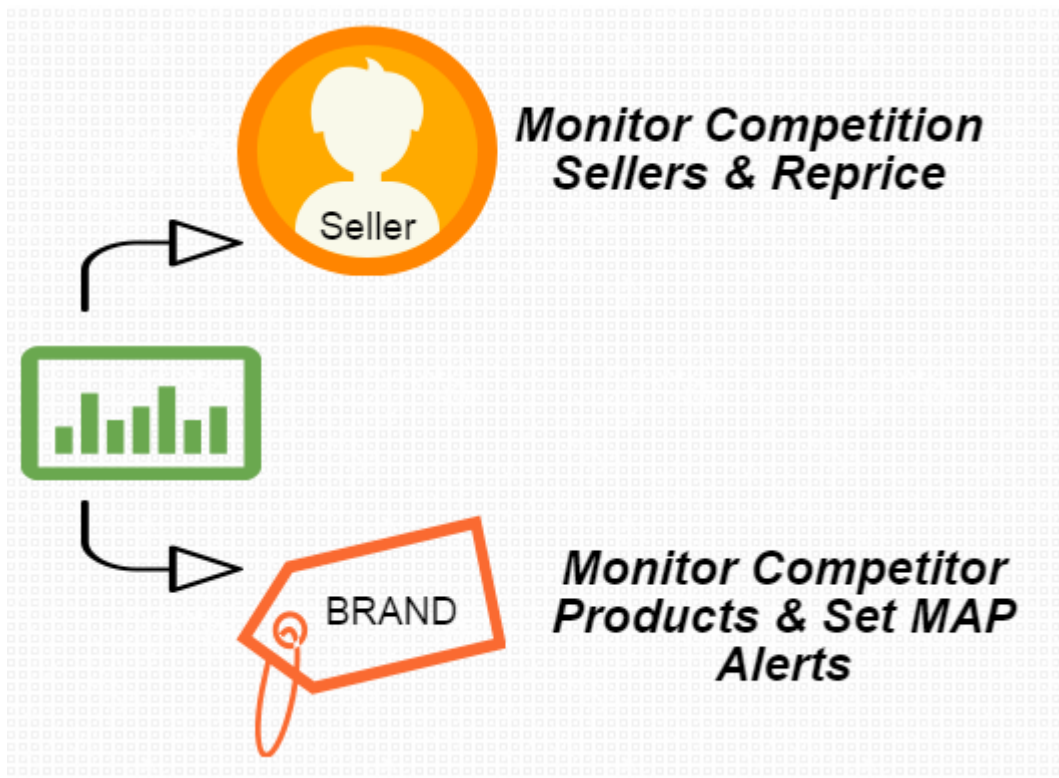 Monitor Competition
Sellers & Reprice
Seller
Monitor Competitor
Products & Set MAP
Alerts
BRAND